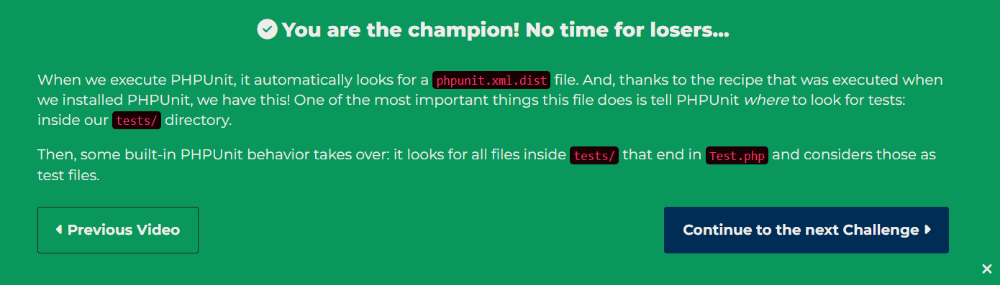 You are the champion! No time for losers...
When we execute PHPUnit, it automatically looks for a phpunit.xml.dist file. And, thanks to the recipe that was executed when
we installed PHPUnit, we have this! One of the most important things this file does is tell PHPUnit where to look for tests:
inside our tests/ directory.
Then, some built-in PHPUnit behavior takes over: it looks for all files inside tests/ that end in Test.php and considers those as
test files.
Previous Video
Continue to the next Challenge